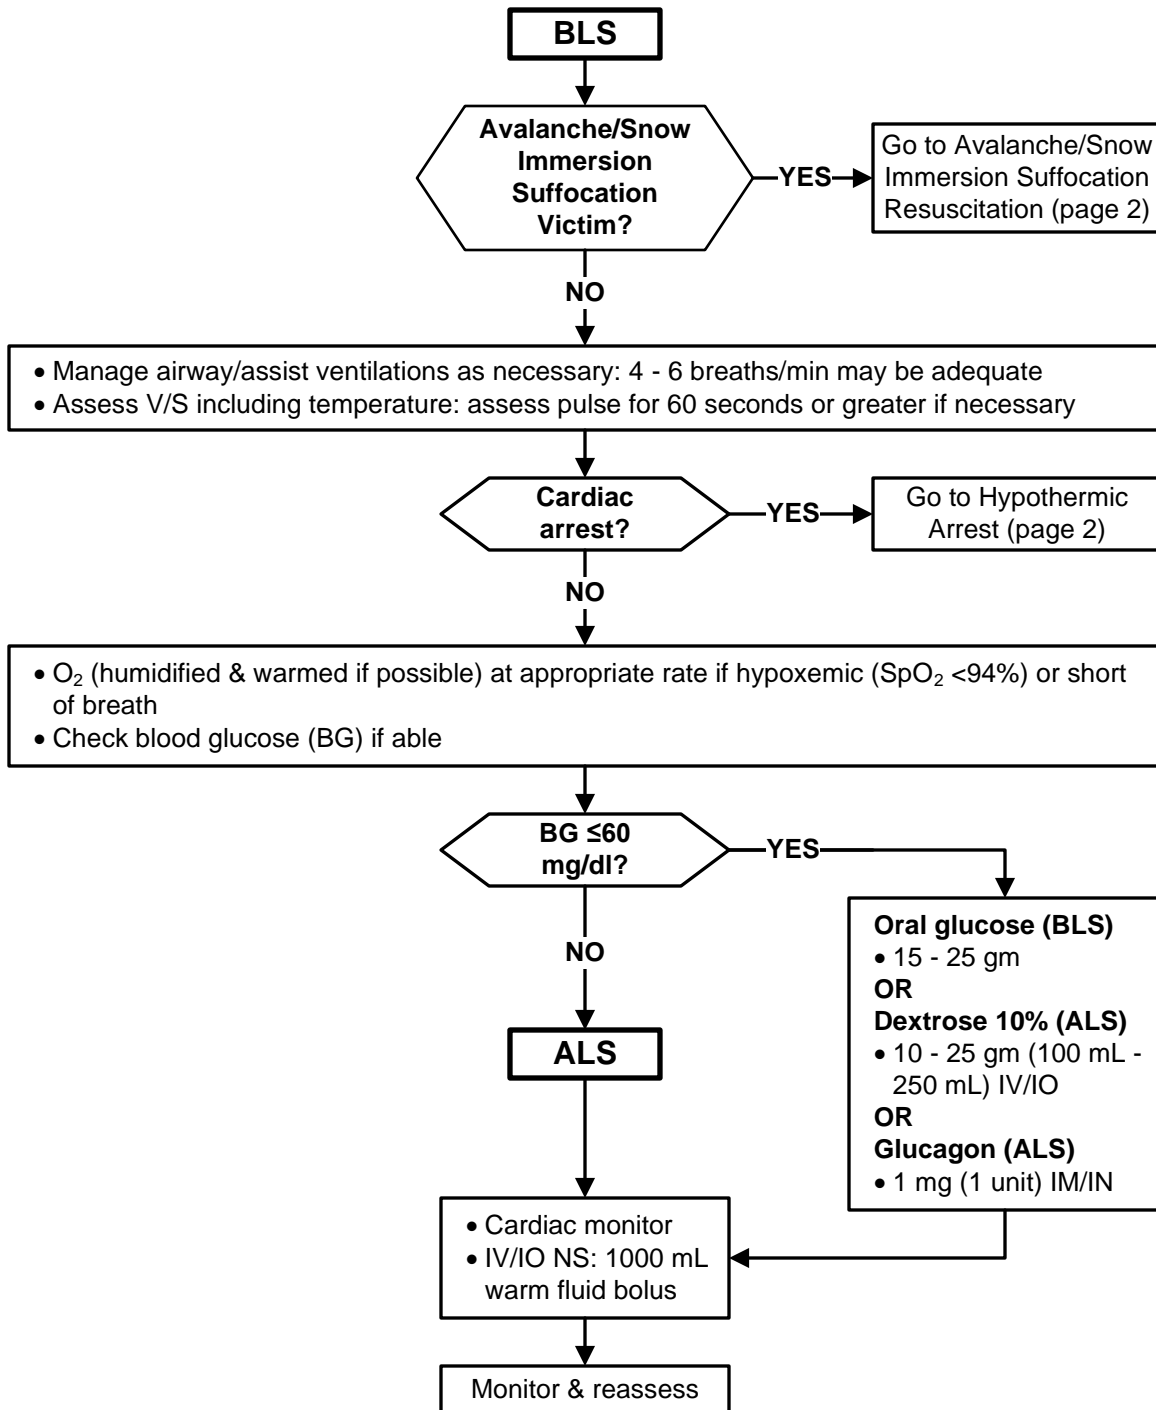 BLS
Avalanche/Snow
Immersion
Suffocation
Victim?
YES
Go to Avalanche/Snow
Immersion Suffocation
Resuscitation (page 2)
NO
• Manage airway/assist ventilations as necessary: 4 - 6 breaths/min may be adequate
• Assess V/S including temperature: assess pulse for 60 seconds or greater if necessary
Cardiac
arrest?
YES
Go to Hypothermic
Arrest (page 2)
NO
• O₂ (humidified & warmed if possible) at appropriate rate if hypoxemic (SpO₂ <94%) or short
of breath
• Check blood glucose (BG) if able
BG ≤60
mg/dl?
YES
Oral glucose (BLS)
• 15 - 25 gm
OR
Dextrose 10% (ALS)
• 10 - 25 gm (100 mL -
250 mL) IV/IO
OR
Glucagon (ALS)
• 1 mg (1 unit) IM/IN
NO
ALS
• Cardiac monitor
• IV/IO NS: 1000 mL
warm fluid bolus
Monitor & reassess